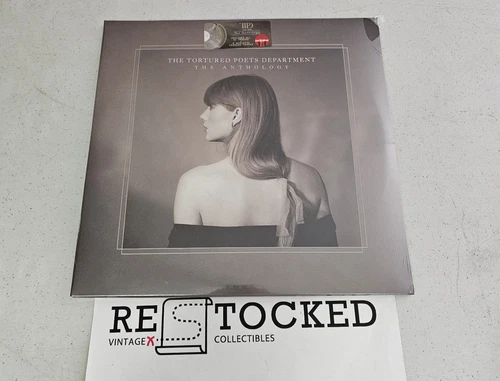 THE TORTURED POETS DEPARTMENT
THE ANTHOLOGY
RESTOCKED
VINTAGE X COLLECTIBLES